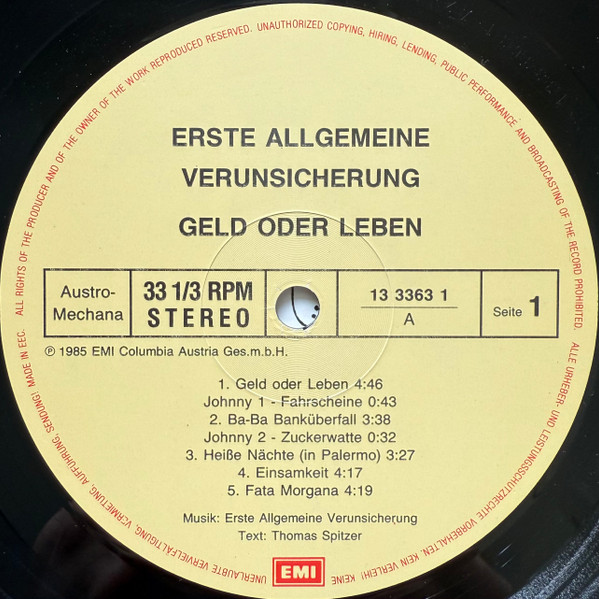 ALL RIGHTS OF THE PRODUCER AND OF THE OWNER OF THE WORK REPRODUCED RESERVED. UNAUTHORIZED COPYING, HIRING, LENDING, PUBLIC PERFORMANCE AND BROADCASTING OF THE RECORD PROHIBITED. ALLE URHEBER- UND LEISTUNGSSCHUTZRECHTE VORBEHALTEN. KEIN VERLEIH! KEINE UNERLAUBTE VERVIELFÄLTIGUNG, VERMIETUNG, AUFFÜHRUNG, SENDUNG! MADE IN EEC.
ERSTE ALLGEMEINE
VERUNSICHERUNG
GELD ODER LEBEN
Austro-
Mechana
33 1/3 RPM
STEREO
13 3363 1
A
Seite 1
℗ 1985 EMI Columbia Austria Ges.m.b.H.
1. Geld oder Leben 4:46
Johnny 1 - Fahrscheine 0:43
2. Ba-Ba Banküberfall 3:38
Johnny 2 - Zuckerwatte 0:32
3. Heiße Nächte (in Palermo) 3:27
4. Einsamkeit 4:17
5. Fata Morgana 4:19
Musik: Erste Allgemeine Verunsicherung
Text: Thomas Spitzer
EMI